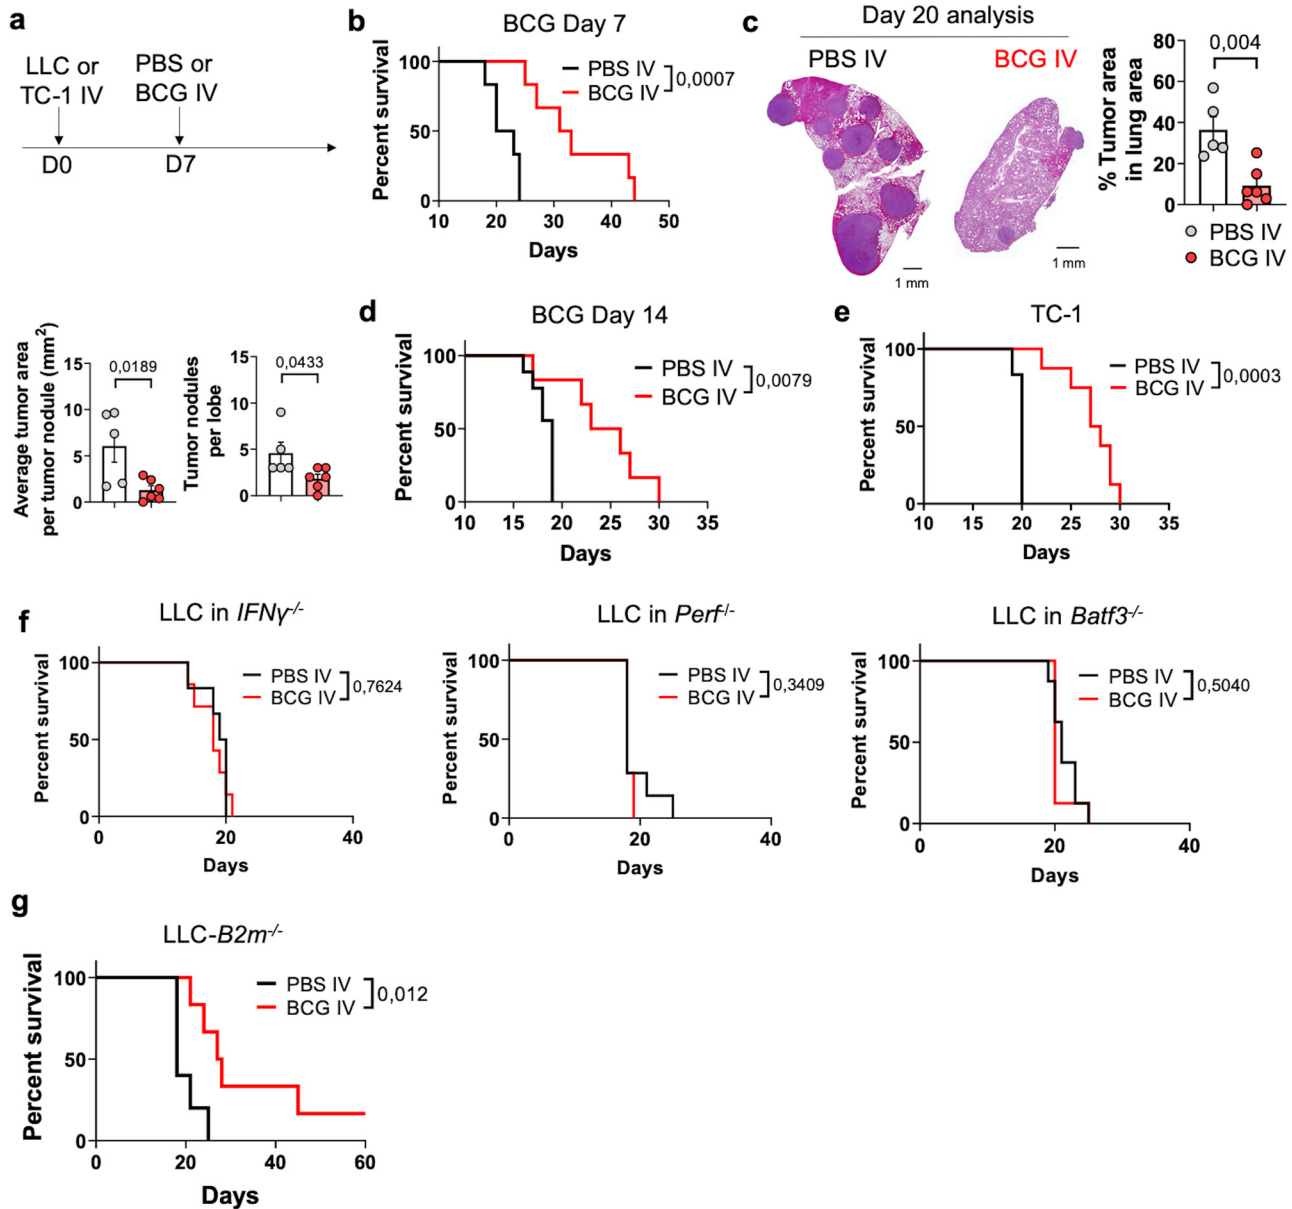 a
LLC or
TC-1 IV
PBS or
BCG IV
D0
D7
b
BCG Day 7
Percent survival
100
50
0
10
20
30
40
50
Days
PBS IV
BCG IV
0,0007
c
Day 20 analysis
PBS IV
BCG IV
1 mm
1 mm
% Tumor area
in lung area
80
60
40
20
0
0,004
PBS IV
BCG IV
Average tumor area
per tumor nodule (mm²)
15
10
5
0
0,0189
Tumor nodules
per lobe
15
10
5
0
0,0433
d
BCG Day 14
Percent survival
100
50
0
10
15
20
25
30
35
Days
PBS IV
BCG IV
0,0079
e
TC-1
Percent survival
100
50
0
10
15
20
25
30
35
Days
PBS IV
BCG IV
0,0003
f
LLC in IFNγ-/-
Percent survival
100
50
0
0
20
40
Days
PBS IV
BCG IV
0,7624
LLC in Perf-/-
Percent survival
100
50
0
0
20
40
Days
PBS IV
BCG IV
0,3409
LLC in Batf3-/-
Percent survival
100
50
0
0
20
40
Days
PBS IV
BCG IV
0,5040
g
LLC-B2m-/-
Percent survival
100
50
0
0
20
40
60
Days
PBS IV
BCG IV
0,012